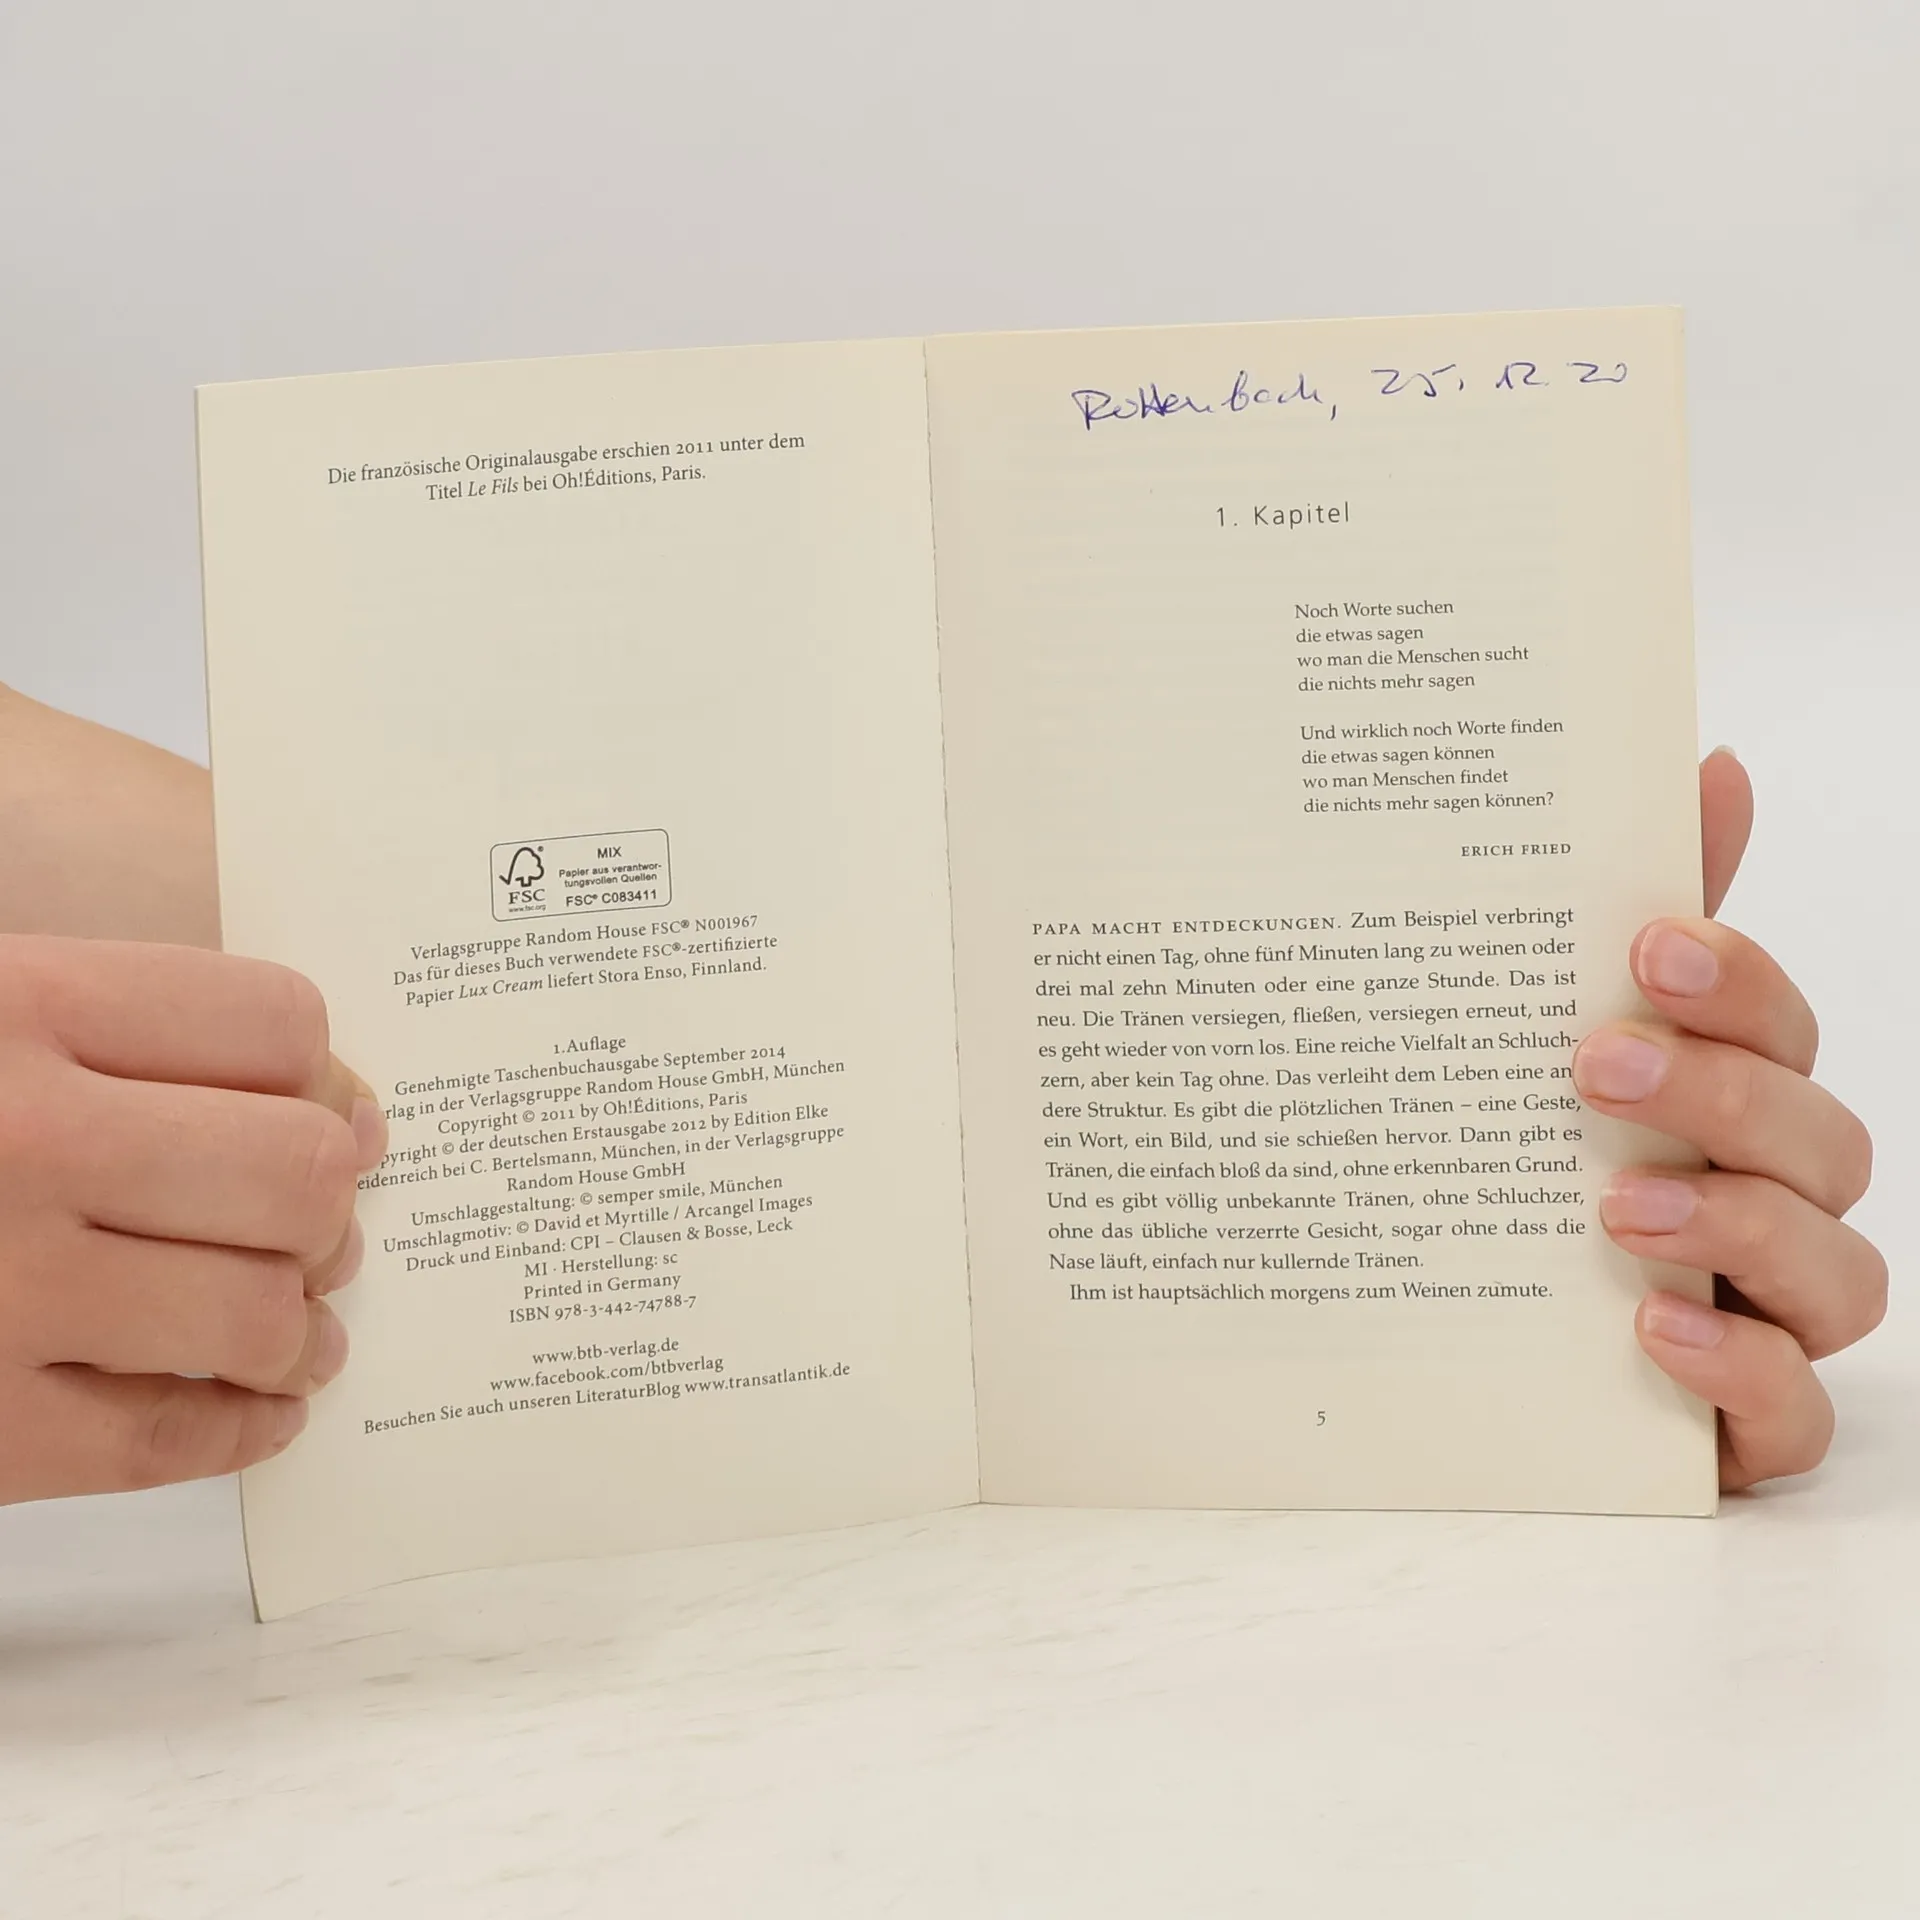 Die französische Originalausgabe erschien 2011 unter dem
Titel Le Fils bei Oh!Éditions, Paris.
MIX
Papier aus verantwor-
tungsvollen Quellen
FSC® C083411
FSC
www.fsc.org
Verlagsgruppe Random House FSC® N001967
Das für dieses Buch verwendete FSC®-zertifizierte
Papier Lux Cream liefert Stora Enso, Finnland.
1. Auflage
Genehmigte Taschenbuchausgabe September 2014
rlag in der Verlagsgruppe Random House GmbH, München
Copyright © 2011 by Oh!Éditions, Paris
pyright © der deutschen Erstausgabe 2012 by Edition Elke
eidenreich bei C. Bertelsmann, München, in der Verlagsgruppe
Random House GmbH
Umschlaggestaltung: © semper smile, München
Umschlagmotiv: © David et Myrtille / Arcangel Images
Druck und Einband: CPI – Clausen & Bosse, Leck
MI · Herstellung: sc
Printed in Germany
ISBN 978-3-442-74788-7
www.btb-verlag.de
www.facebook.com/btbverlag
Besuchen Sie auch unseren LiteraturBlog www.transatlantik.de
Rottenbach, 25. 12. 20
1. Kapitel
Noch Worte suchen
die etwas sagen
wo man die Menschen sucht
die nichts mehr sagen
Und wirklich noch Worte finden
die etwas sagen können
wo man Menschen findet
die nichts mehr sagen können?
ERICH FRIED
PAPA MACHT ENTDECKUNGEN. Zum Beispiel verbringt
er nicht einen Tag, ohne fünf Minuten lang zu weinen oder
drei mal zehn Minuten oder eine ganze Stunde. Das ist
neu. Die Tränen versiegen, fließen, versiegen erneut, und
es geht wieder von vorn los. Eine reiche Vielfalt an Schluch-
zern, aber kein Tag ohne. Das verleiht dem Leben eine an
dere Struktur. Es gibt die plötzlichen Tränen – eine Geste,
ein Wort, ein Bild, und sie schießen hervor. Dann gibt es
Tränen, die einfach bloß da sind, ohne erkennbaren Grund.
Und es gibt völlig unbekannte Tränen, ohne Schluchzer,
ohne das übliche verzerrte Gesicht, sogar ohne dass die
Nase läuft, einfach nur kullernde Tränen.
Ihm ist hauptsächlich morgens zum Weinen zumute.
5